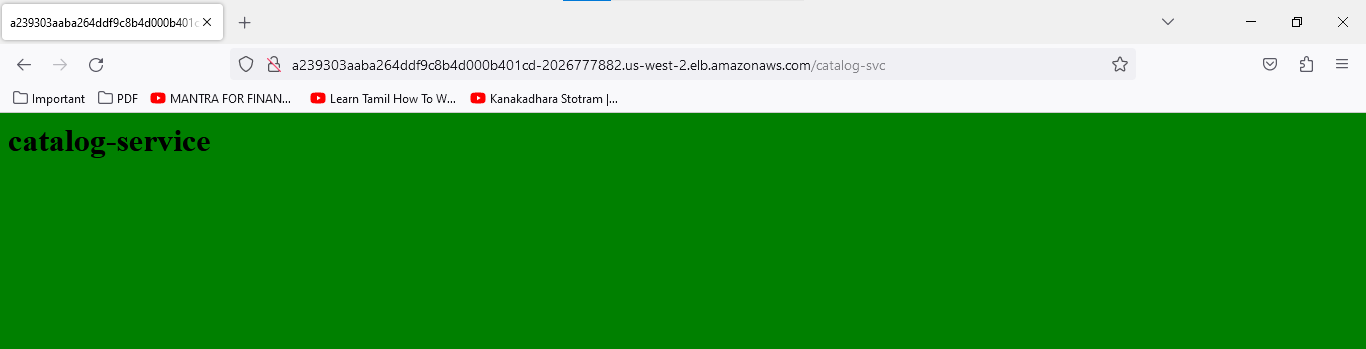 a239303aaba264ddf9c8b4d000b401c
a239303aaba264ddf9c8b4d000b401cd-2026777882.us-west-2.elb.amazonaws.com/catalog-svc
Important PDF MANTRA FOR FINAN... Learn Tamil How To W... Kanakadhara Stotram |...
catalog-service